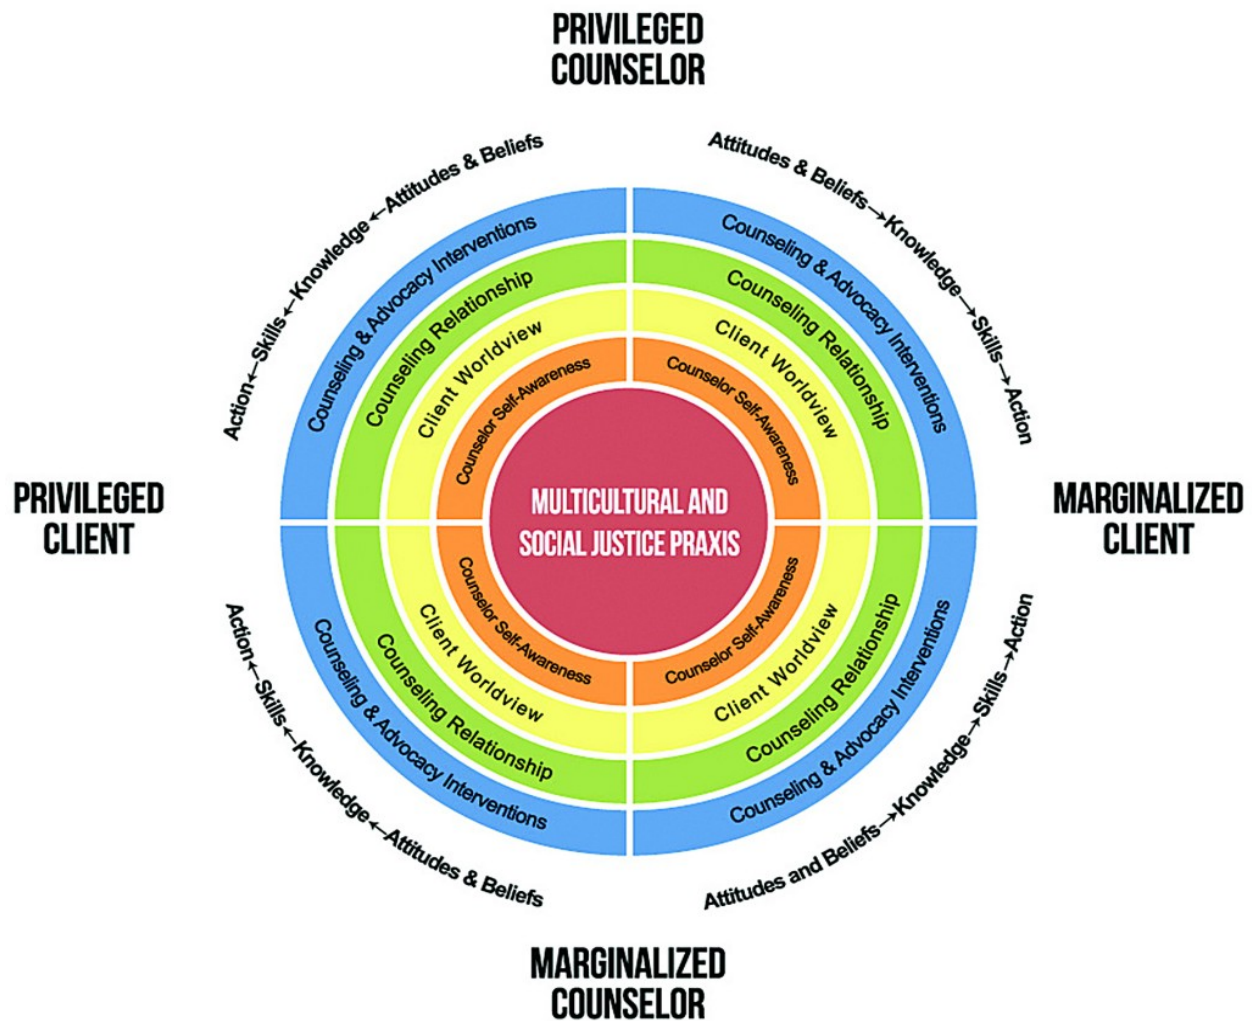 PRIVILEGED
COUNSELOR
Action←Skills←Knowledge←Attitudes & Beliefs
Attitudes & Beliefs→Knowledge→Skills→Action
Counseling & Advocacy Interventions
Counseling & Advocacy Interventions
Counseling Relationship
Counseling Relationship
Client Worldview
Client Worldview
Counselor Self-Awareness
Counselor Self-Awareness
PRIVILEGED
CLIENT
MULTICULTURAL AND
SOCIAL JUSTICE PRAXIS
MARGINALIZED
CLIENT
Counselor Self-Awareness
Counselor Self-Awareness
Client Worldview
Client Worldview
Counseling Relationship
Counseling Relationship
Counseling & Advocacy Interventions
Counseling & Advocacy Interventions
Action←Skills←Knowledge←Attitudes & Beliefs
Attitudes and Beliefs→Knowledge→Skills→Action
MARGINALIZED
COUNSELOR